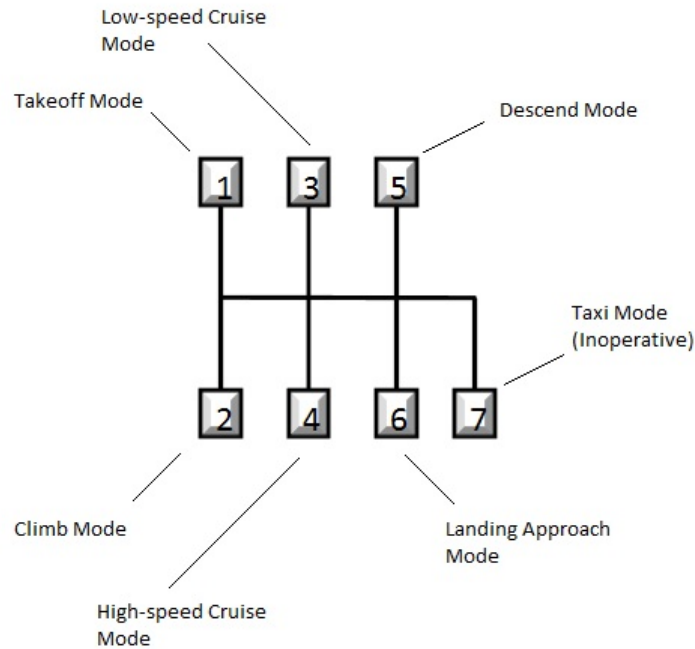 Low-speed Cruise
Mode
Takeoff Mode
Descend Mode
1
3
5
Taxi Mode
(Inoperative)
2
4
6
7
Climb Mode
Landing Approach
Mode
High-speed Cruise
Mode